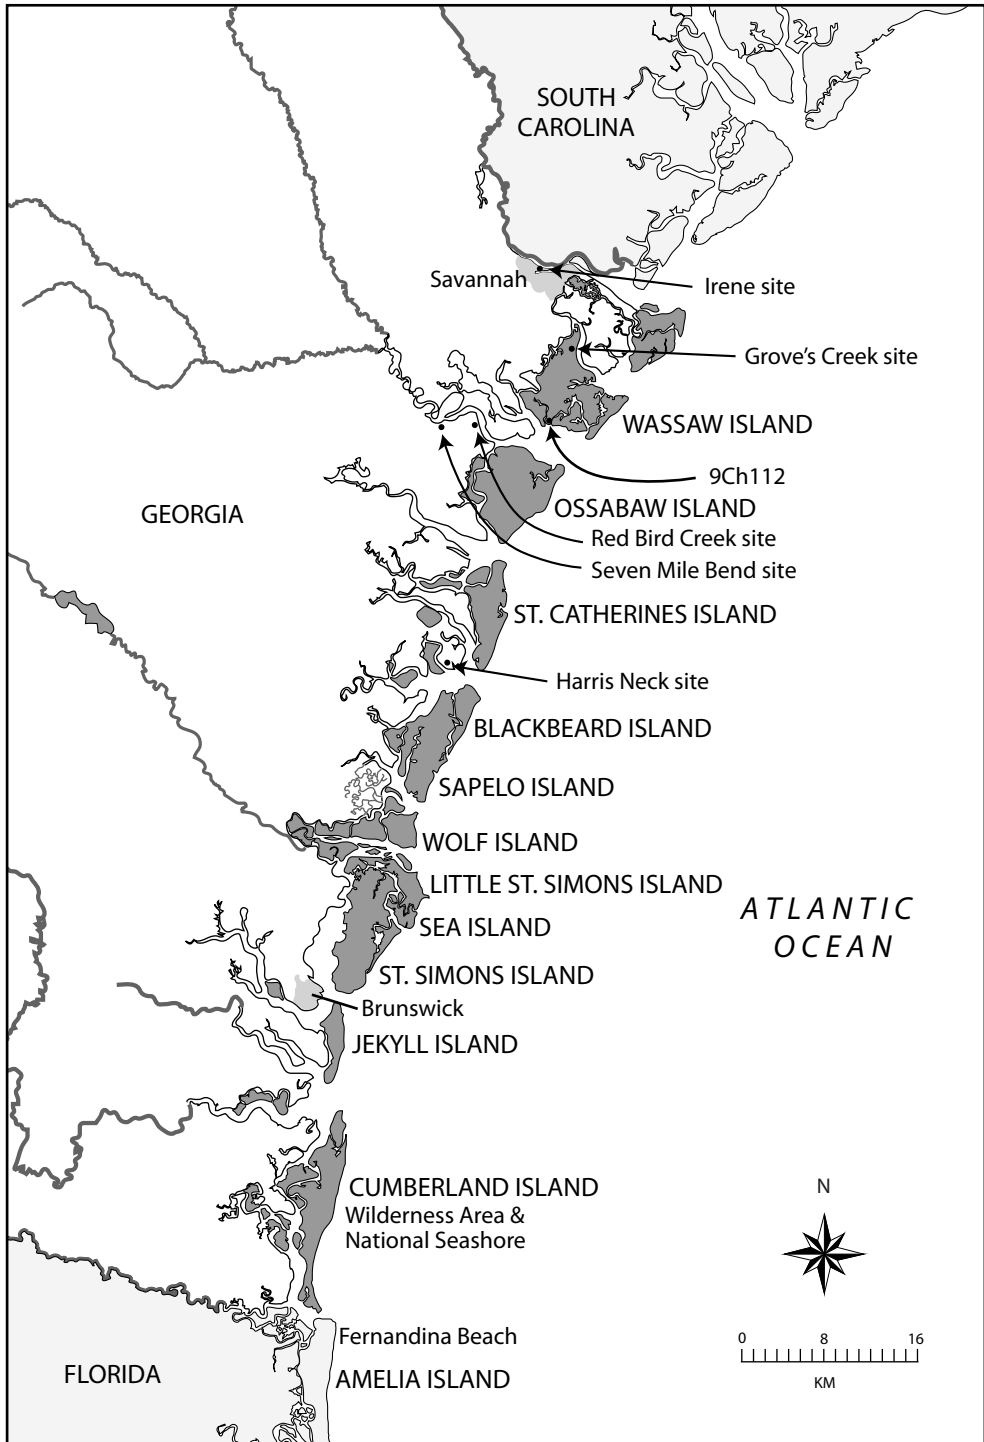 SOUTH
CAROLINA
Savannah
Irene site
Grove's Creek site
WASSAW ISLAND
9Ch112
OSSABAW ISLAND
GEORGIA
Red Bird Creek site
Seven Mile Bend site
ST. CATHERINES ISLAND
Harris Neck site
BLACKBEARD ISLAND
SAPELO ISLAND
WOLF ISLAND
LITTLE ST. SIMONS ISLAND
ATLANTIC
OCEAN
SEA ISLAND
ST. SIMONS ISLAND
Brunswick
JEKYLL ISLAND
CUMBERLAND ISLAND
Wilderness Area &
National Seashore
N
Fernandina Beach
0 8 16
KM
FLORIDA
AMELIA ISLAND